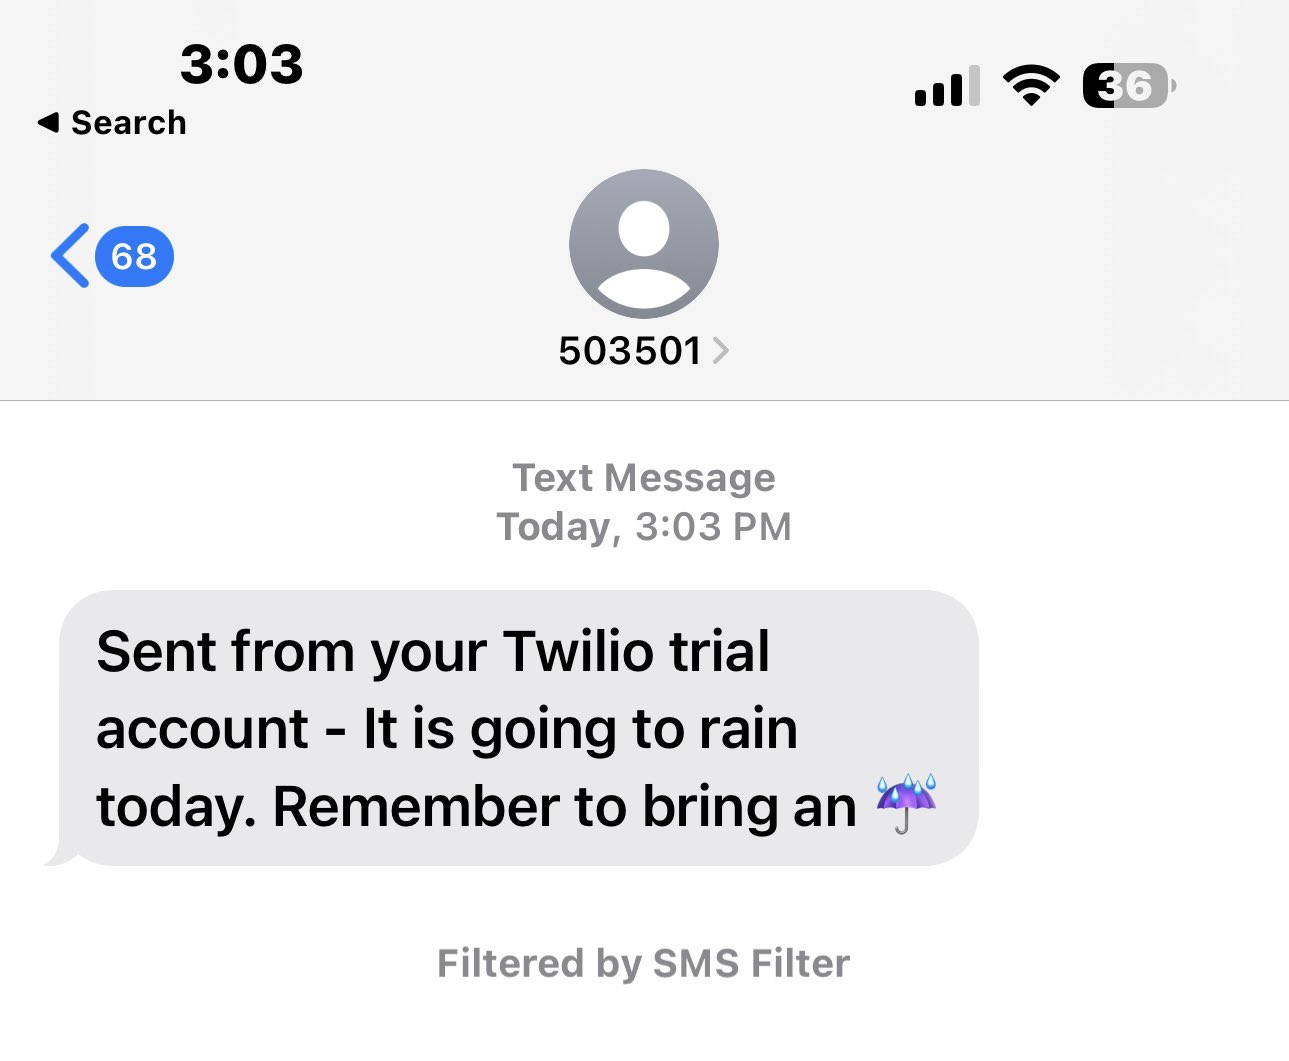 3:03
36
Search
68
503501
Text Message
Today, 3:03 PM
Sent from your Twilio trial
account - It is going to rain
today. Remember to bring an ☔
Filtered by SMS Filter